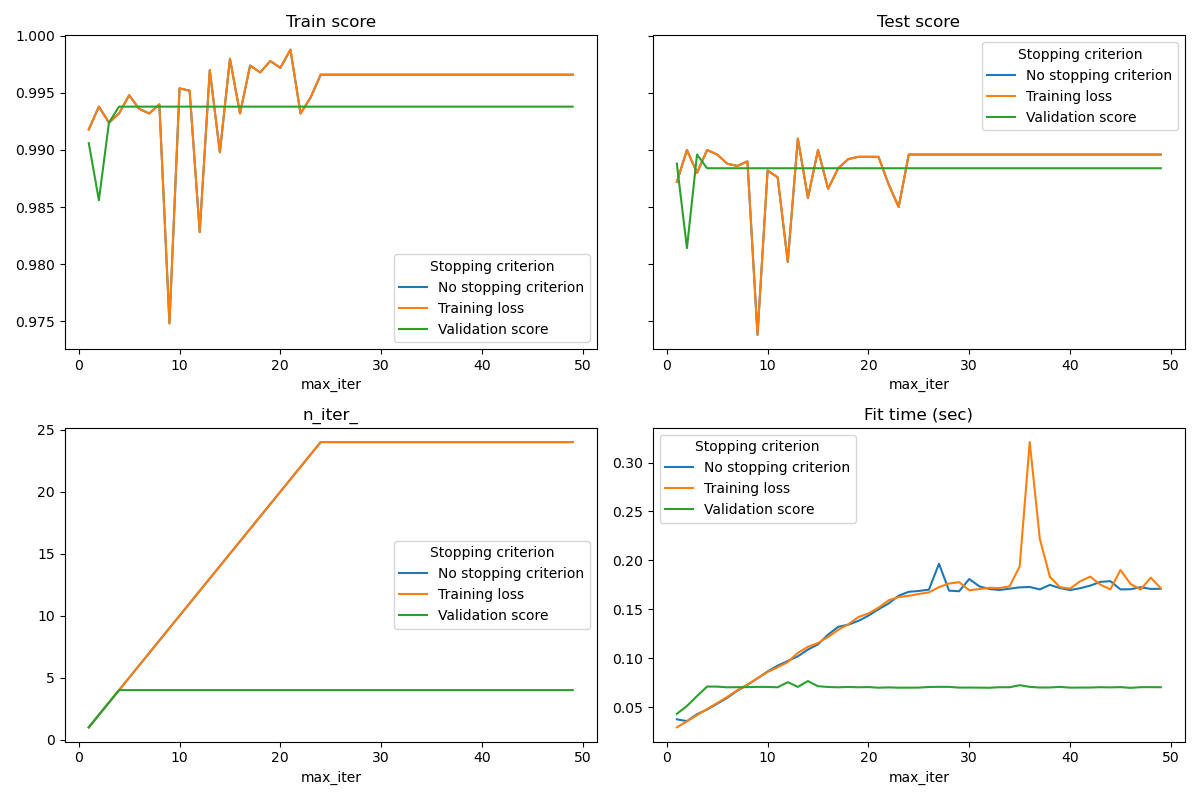 Train score
1.000
0.995
0.990
0.985
0.980
0.975
Stopping criterion
No stopping criterion
Training loss
Validation score
0 10 20 30 40 50
max_iter
Test score
Stopping criterion
No stopping criterion
Training loss
Validation score
0 10 20 30 40 50
max_iter
n_iter_
25
20
15
10
5
0
Stopping criterion
No stopping criterion
Training loss
Validation score
0 10 20 30 40 50
max_iter
Fit time (sec)
0.30
0.25
0.20
0.15
0.10
0.05
Stopping criterion
No stopping criterion
Training loss
Validation score
0 10 20 30 40 50
max_iter